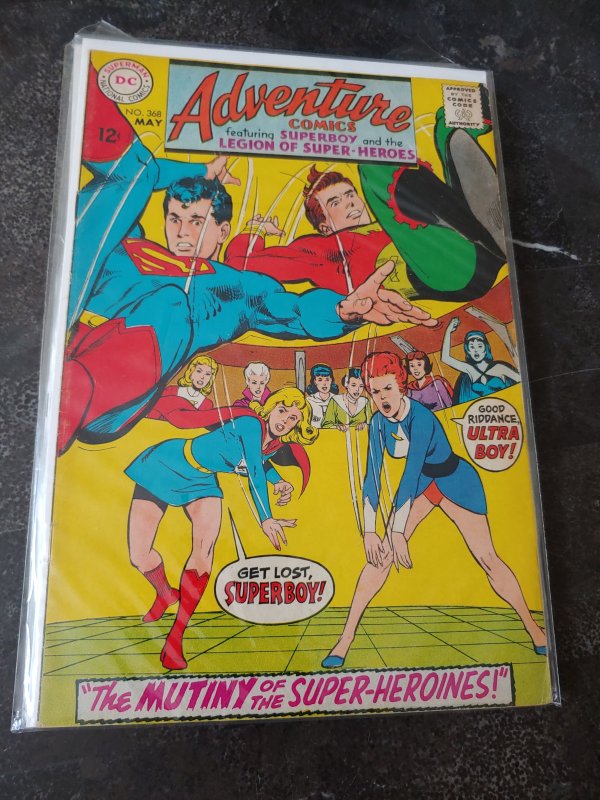 SUPERMAN
DC
NATIONAL COMICS
NO. 368
MAY
12¢
Adventure
COMICS
featuring SUPERBOY and the
LEGION OF SUPER-HEROES
APPROVED
BY THE
COMICS
CODE
AUTHORITY
GOOD
RIDDANCE,
ULTRA
BOY!
GET LOST,
SUPERBOY!
"The MUTINY OF THE SUPER-HEROINES!"